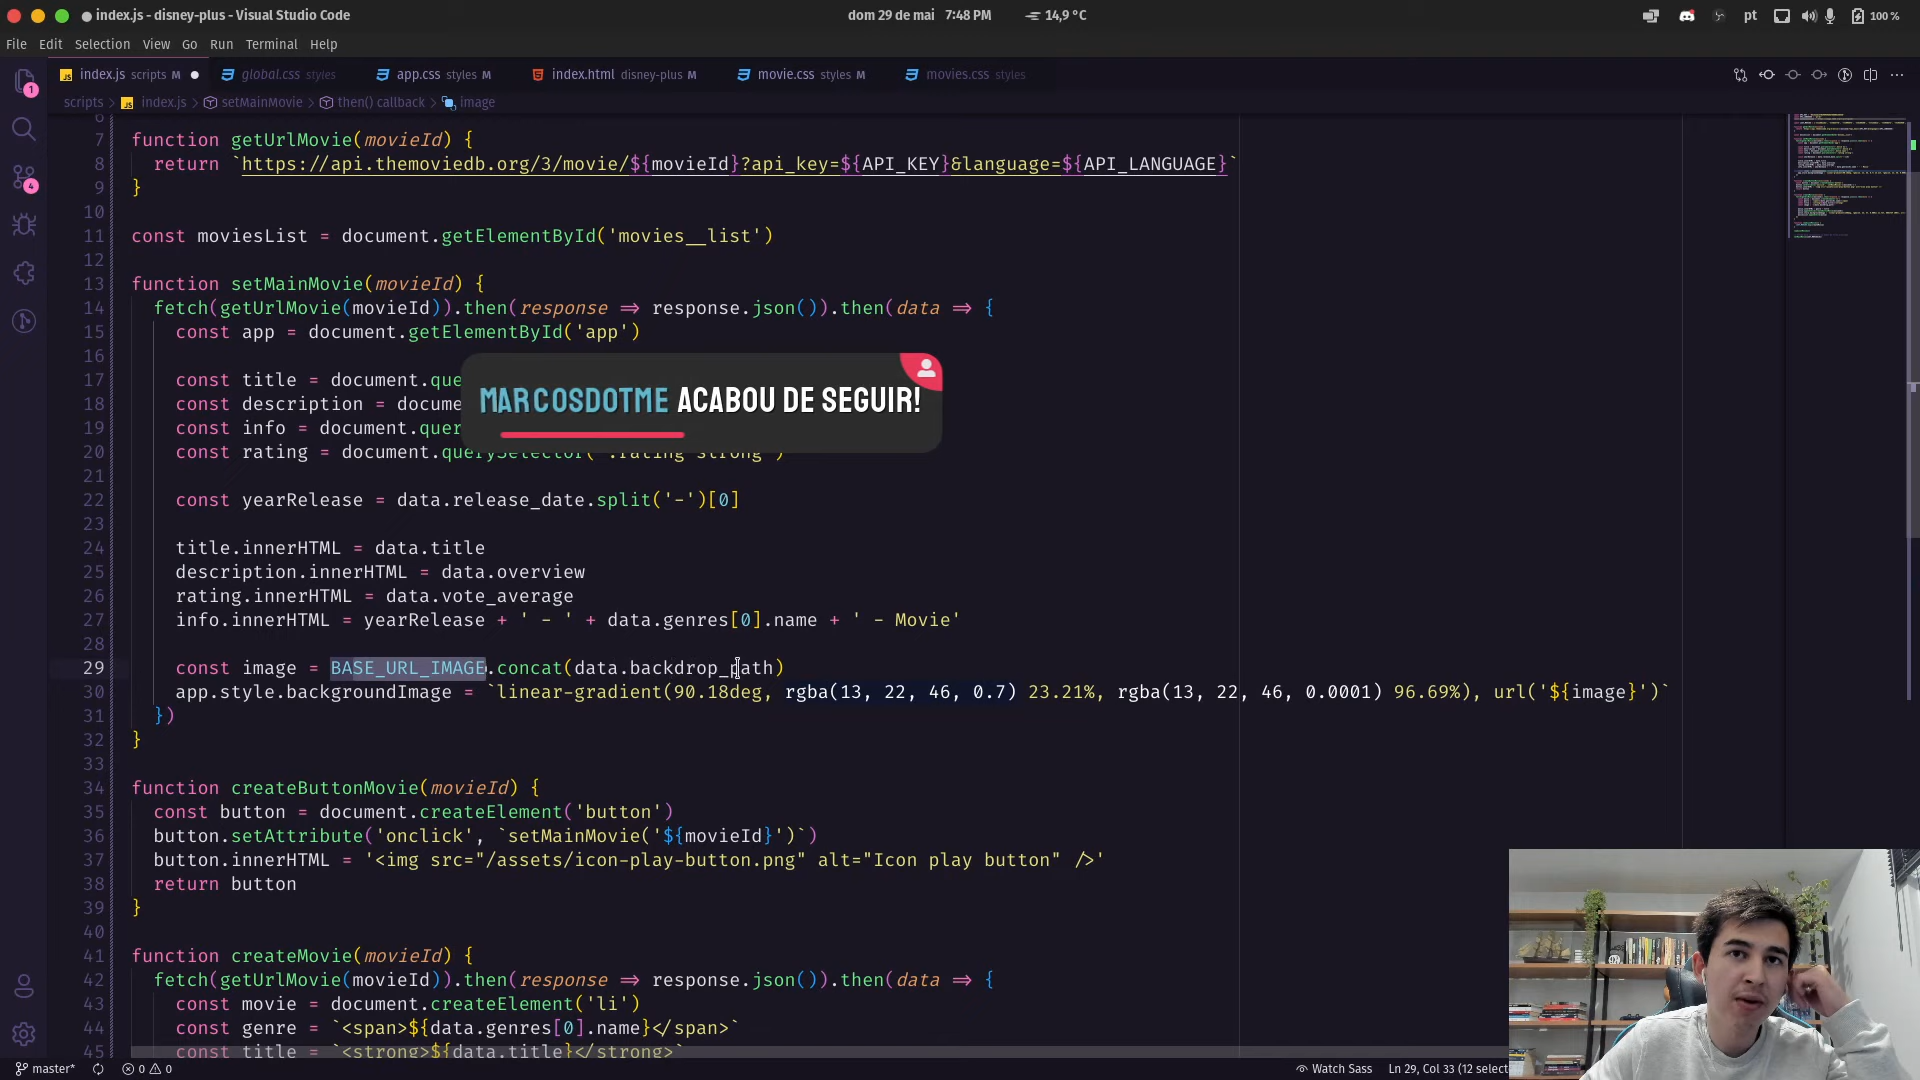 index.js - disney-plus - Visual Studio Code
dom 29 de mai 7:48 PM
14,9 °C
pt
100 %
File Edit Selection View Go Run Terminal Help
index.js scripts M
global.css styles
app.css styles M
index.html disney-plus M
movie.css styles M
movies.css styles
scripts > index.js > setMainMovie > then() callback > image
6
7 function getUrlMovie(movieId) {
8 return `https://api.themoviedb.org/3/movie/${movieId}?api_key=${API_KEY}&language=${API_LANGUAGE}`
9 }
10
11 const moviesList = document.getElementById('movies__list')
12
13 function setMainMovie(movieId) {
14 fetch(getUrlMovie(movieId)).then(response ⇒ response.json()).then(data ⇒ {
15 const app = document.getElementById('app')
16
17 const title = document.que
18 const description = docume
19 const info = document.quer
20 const rating = document.querySelector('.rating strong')
MARCOSDOTME ACABOU DE SEGUIR!
21
22 const yearRelease = data.release_date.split('-')[0]
23
24 title.innerHTML = data.title
25 description.innerHTML = data.overview
26 rating.innerHTML = data.vote_average
27 info.innerHTML = yearRelease + ' - ' + data.genres[0].name + ' - Movie'
28
29 const image = BASE_URL_IMAGE.concat(data.backdrop_path)
30 app.style.backgroundImage = `linear-gradient(90.18deg, rgba(13, 22, 46, 0.7) 23.21%, rgba(13, 22, 46, 0.0001) 96.69%), url('${image}')`
31 })
32 }
33
34 function createButtonMovie(movieId) {
35 const button = document.createElement('button')
36 button.setAttribute('onclick', `setMainMovie('${movieId}')`)
37 button.innerHTML = '<img src="/assets/icon-play-button.png" alt="Icon play button" />'
38 return button
39 }
40
41 function createMovie(movieId) {
42 fetch(getUrlMovie(movieId)).then(response ⇒ response.json()).then(data ⇒ {
43 const movie = document.createElement('li')
44 const genre = `<span>${data.genres[0].name}</span>`
45 const title = `<strong>${data.title}</strong>`
1
4
master* 0 0
Watch Sass Ln 29, Col 33 (12 select